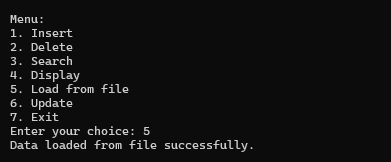 Menu:
1. Insert
2. Delete
3. Search
4. Display
5. Load from file
6. Update
7. Exit
Enter your choice: 5
Data loaded from file successfully.